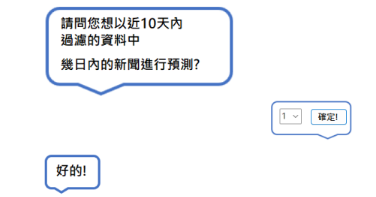 請問您想以近10天內
過濾的資料中
幾日內的新聞進行預測?
1 確定!
好的!